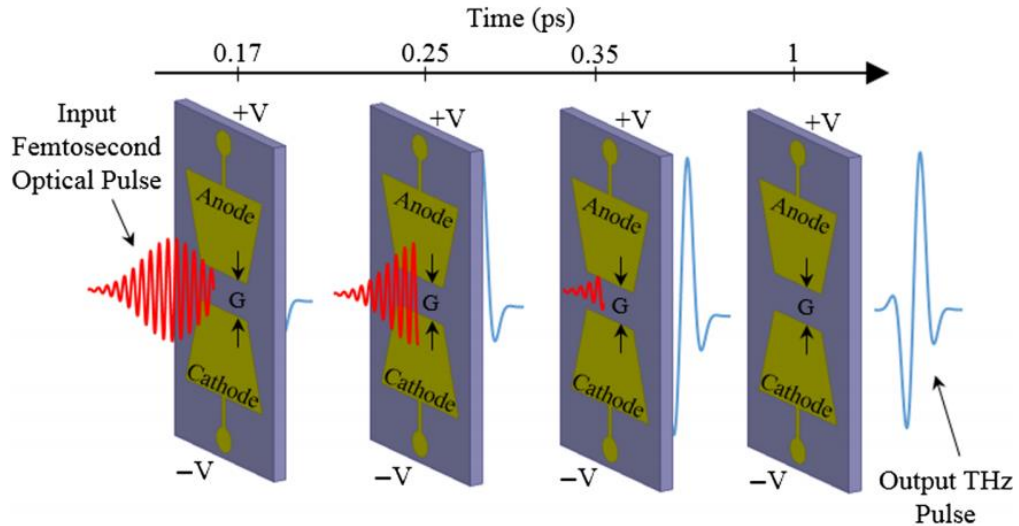 Time (ps)
0.17 0.25 0.35 1
Input
Femtosecond
Optical Pulse
+V +V +V +V
Anode Anode Anode Anode
G G G G
Cathode Cathode Cathode Cathode
−V −V −V −V
Output THz
Pulse